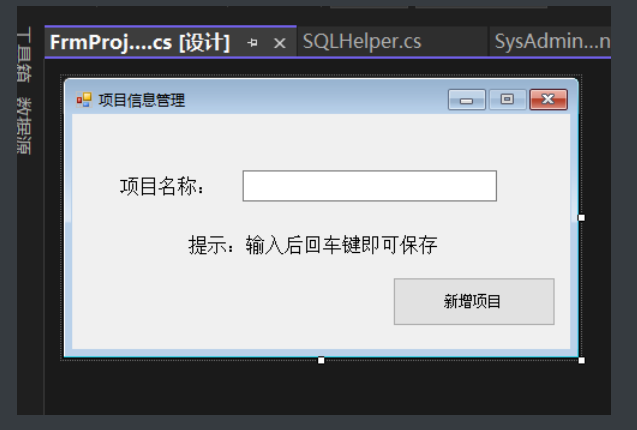 FrmProj....cs [设计]
SQLHelper.cs
SysAdmin...n
工具箱
数据源
项目信息管理
项目名称：
提示：输入后回车键即可保存
新增项目